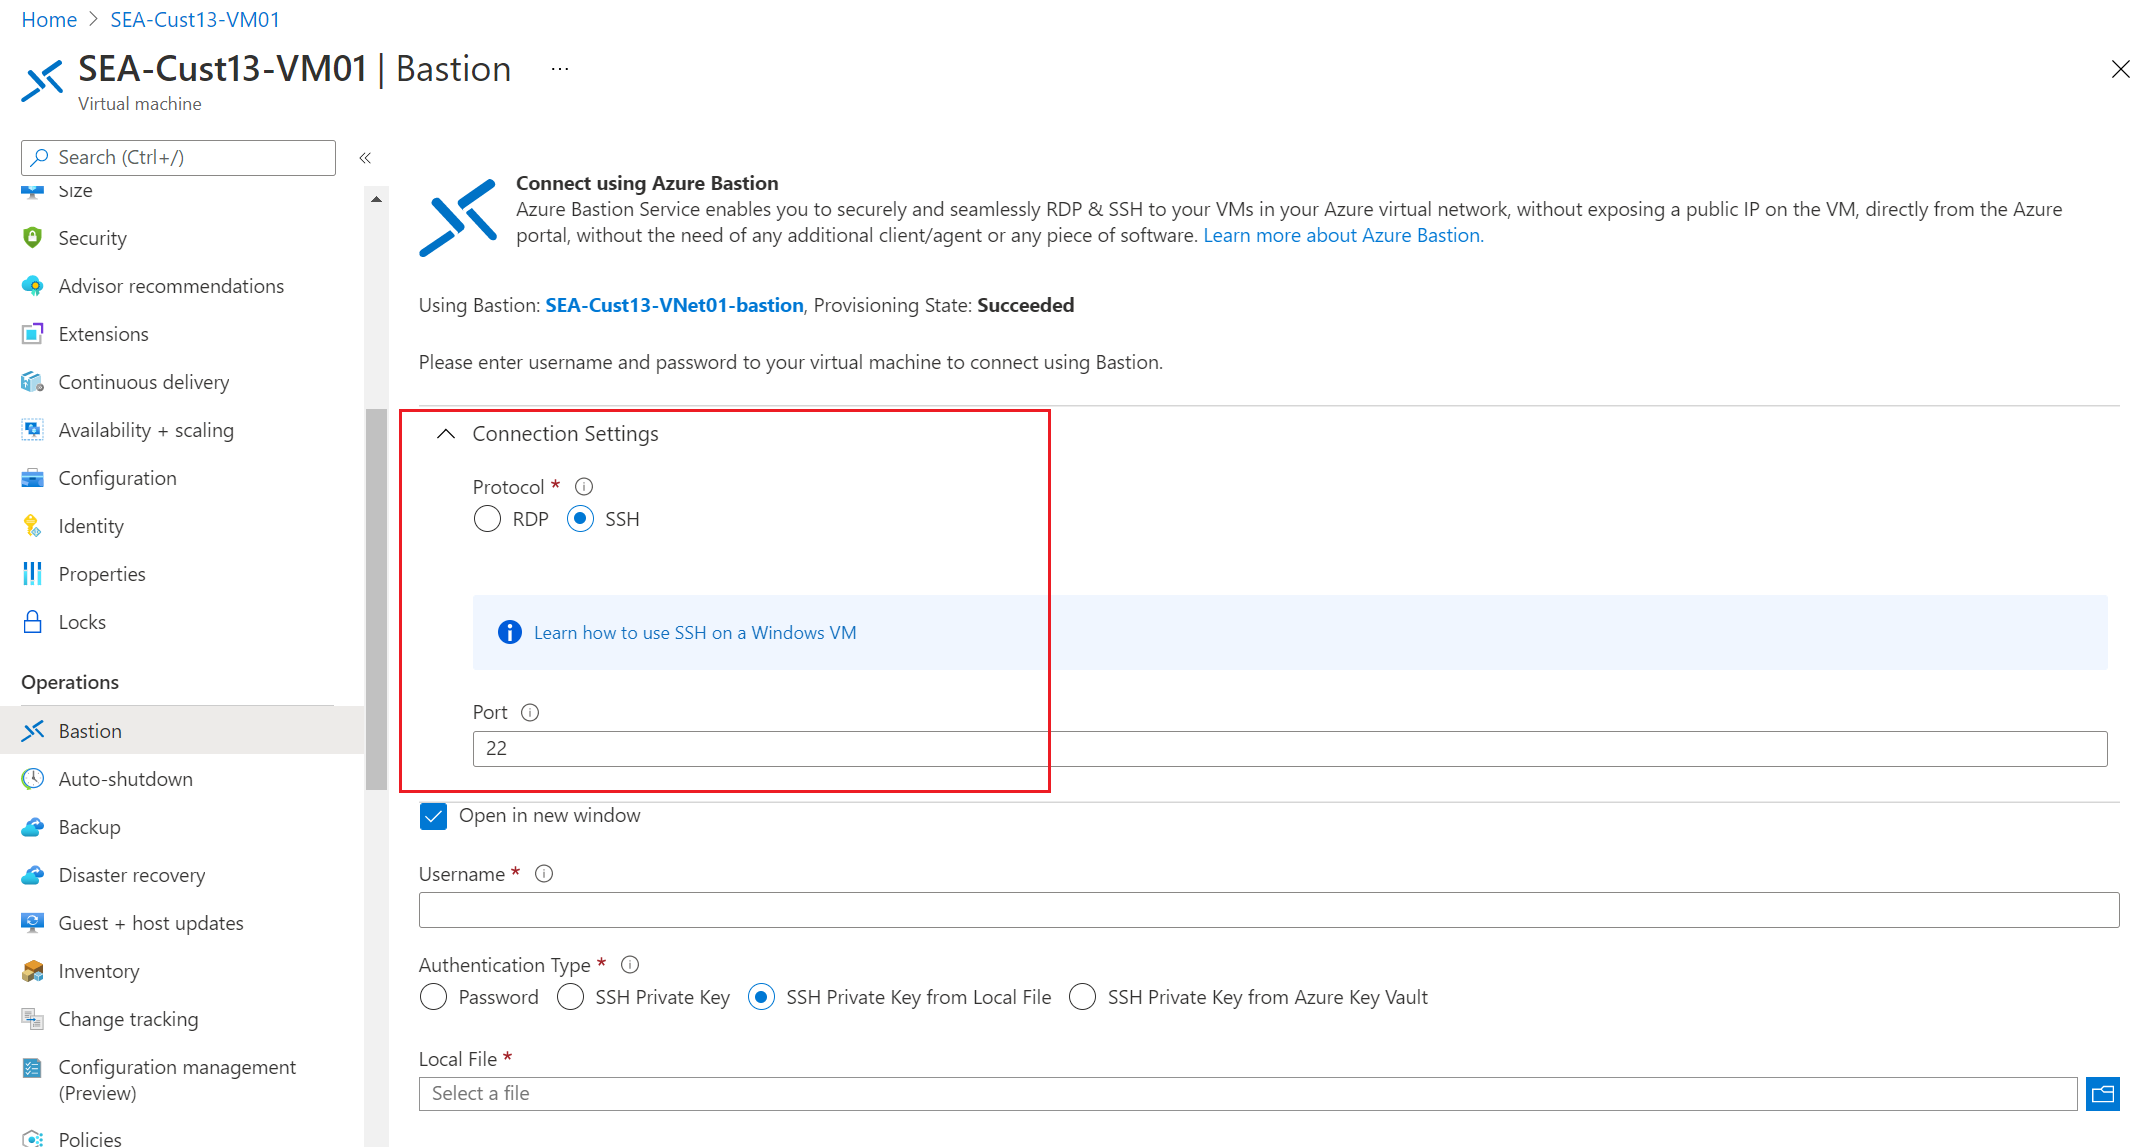 Home > SEA-Cust13-VM01
SEA-Cust13-VM01 | Bastion ...
Virtual machine
Search (Ctrl+/)
«
Size
Security
Advisor recommendations
Extensions
Continuous delivery
Availability + scaling
Configuration
Identity
Properties
Locks
Operations
Bastion
Auto-shutdown
Backup
Disaster recovery
Guest + host updates
Inventory
Change tracking
Configuration management
(Preview)
Policies
Connect using Azure Bastion
Azure Bastion Service enables you to securely and seamlessly RDP & SSH to your VMs in your Azure virtual network, without exposing a public IP on the VM, directly from the Azure
portal, without the need of any additional client/agent or any piece of software. Learn more about Azure Bastion.
Using Bastion: SEA-Cust13-VNet01-bastion, Provisioning State: Succeeded
Please enter username and password to your virtual machine to connect using Bastion.
Connection Settings
Protocol *
RDP SSH
Learn how to use SSH on a Windows VM
Port
22
Open in new window
Username *
Authentication Type *
Password SSH Private Key SSH Private Key from Local File SSH Private Key from Azure Key Vault
Local File *
Select a file